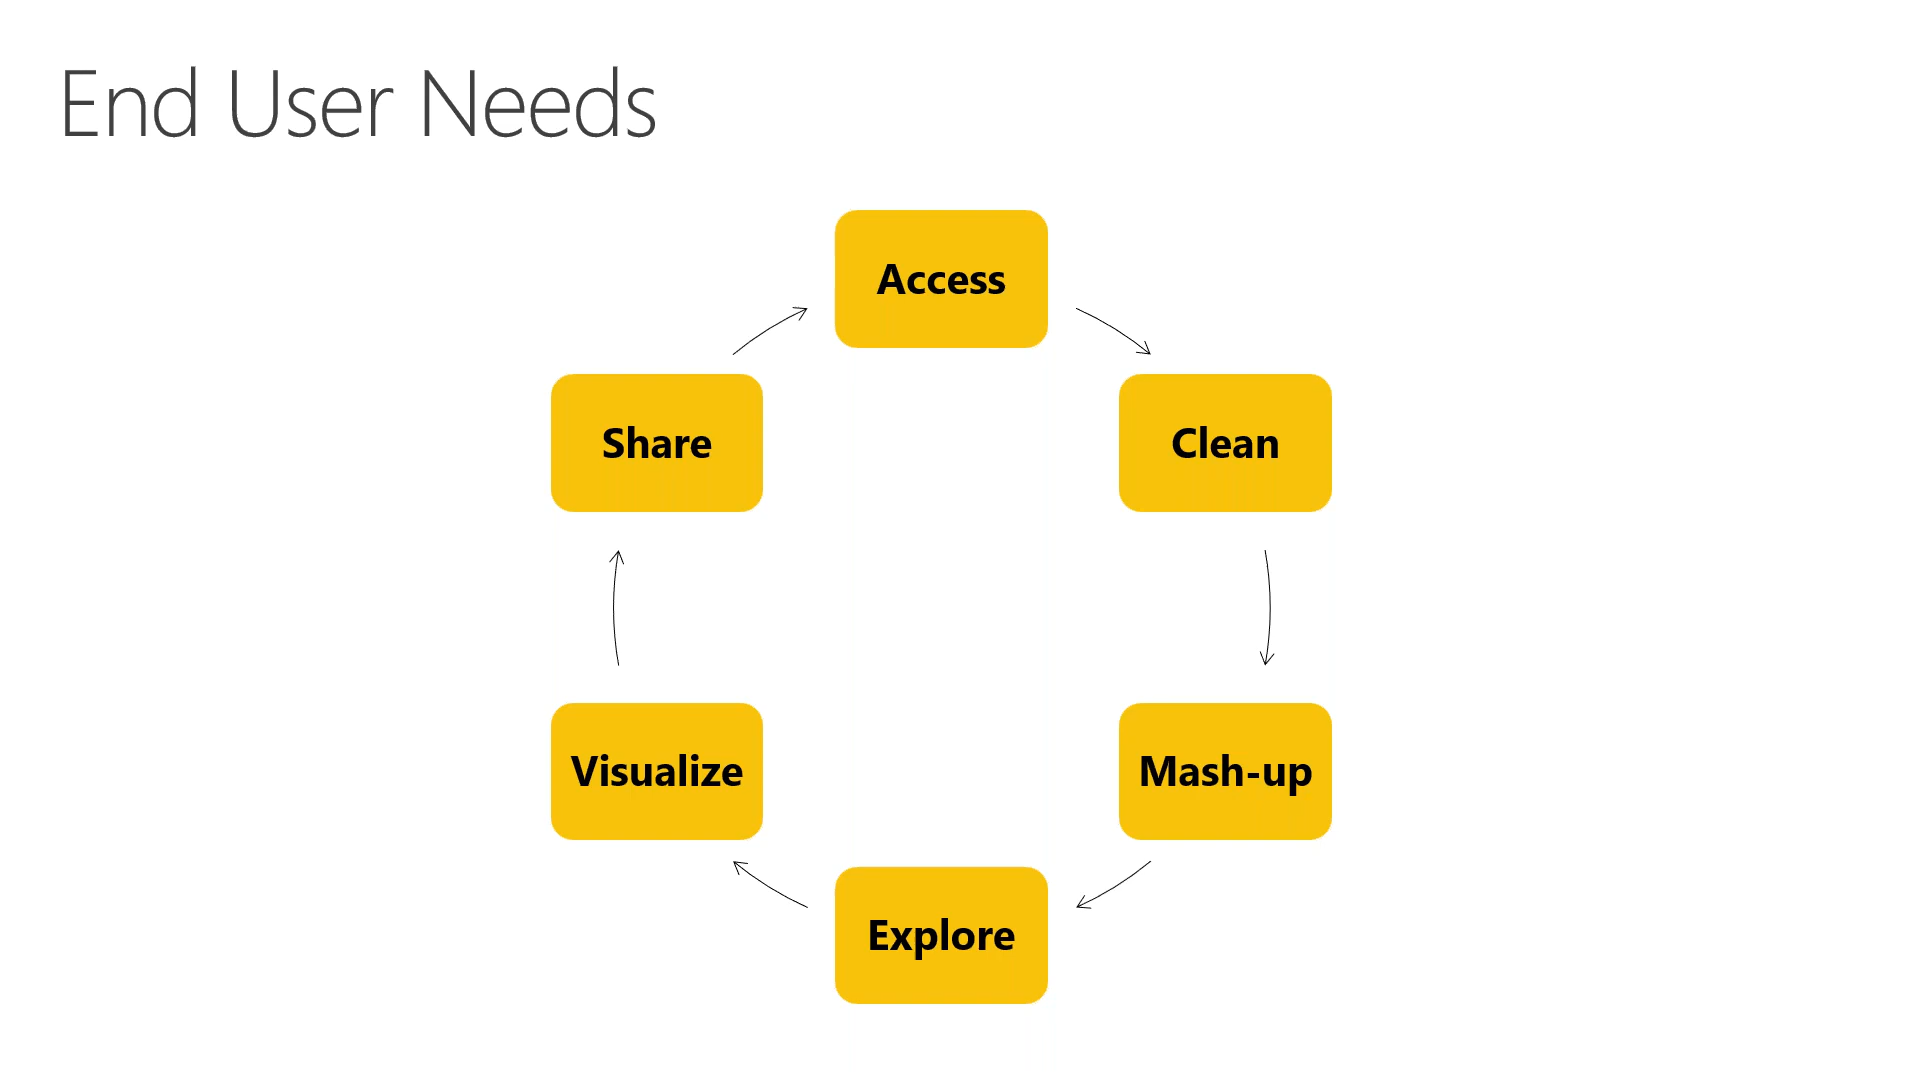 End User Needs
Access
Clean
Mash-up
Explore
Visualize
Share